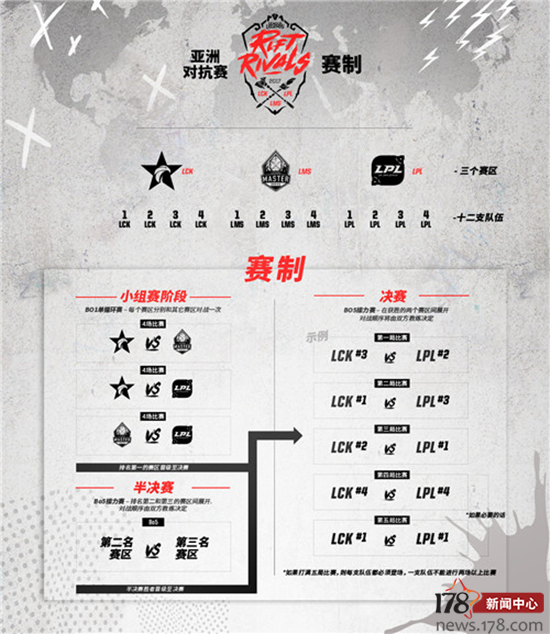 亚洲
对抗赛
LEGENDS
RIFT
RIVALS
2017
LCK
LPL
LMS
赛制
LCK
MASTER
LMS
LPL
LPL
- 三个赛区
1 2 3 4 1 2 3 4 1 2 3 4
LCK LCK LCK LCK LMS LMS LMS LMS LPL LPL LPL LPL
- 十二支队伍
赛制
小组赛阶段
BO1单循环赛 - 每个赛区分别和其它赛区对战一次
4场比赛
VS
MASTER
4场比赛
VS
LPL
4场比赛
MASTER
VS
LPL
排名第一的赛区晋级至决赛
半决赛
Bo5接力赛 - 排名第二和第三的赛区间展开,
对战顺序由双方教练决定
Bo5
第二名
赛区
VS
第三名
赛区
半决赛胜者晋级至决赛
决赛
BO5接力赛 - 在获胜的两个赛区间展开
对战顺序将由双方教练决定
示例
第一局比赛
LCK #3 VS LPL #2
第二局比赛
LCK #1 VS LPL #3
第三局比赛
LCK #2 VS LPL #1
第四局比赛
LCK #4 VS LPL #4
*如果必要的话
第五局比赛
LCK #1 VS LPL #1
*如果打满五局比赛,则每支队伍都必须登场,一支队伍不能进行两场以上比赛
178 新闻中心
news.178.com